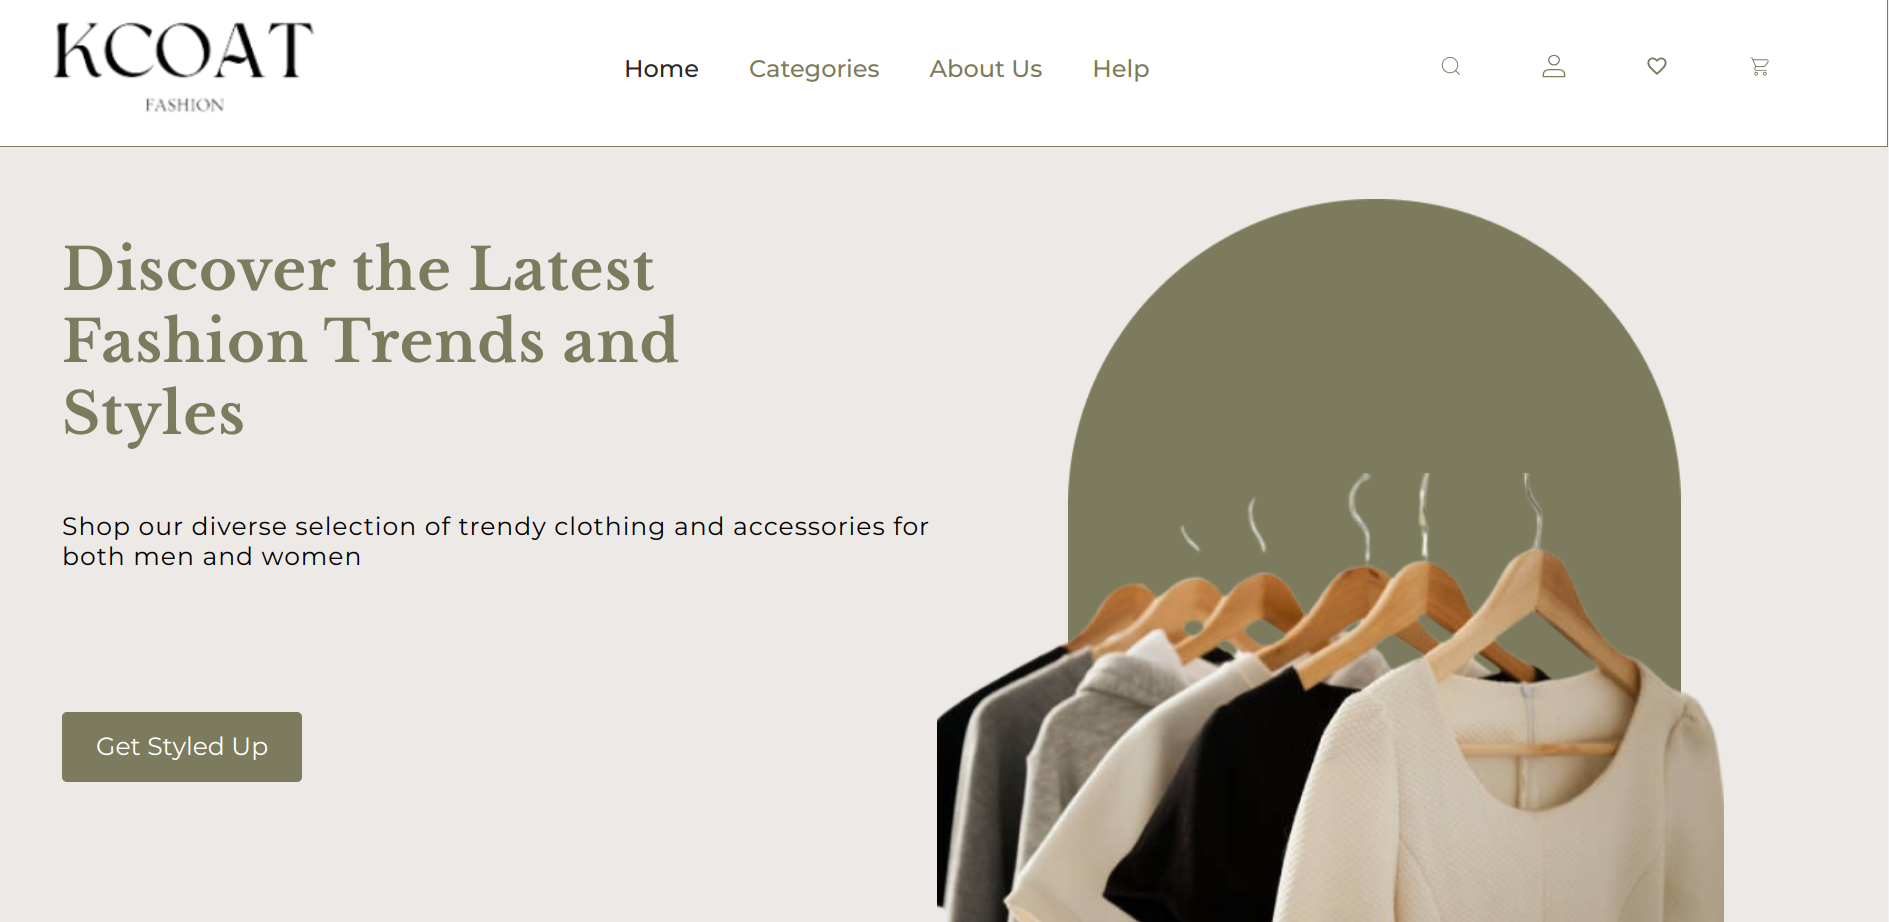 KCOAT
FASHION
Home Categories About Us Help
Discover the Latest
Fashion Trends and
Styles
Shop our diverse selection of trendy clothing and accessories for
both men and women
Get Styled Up